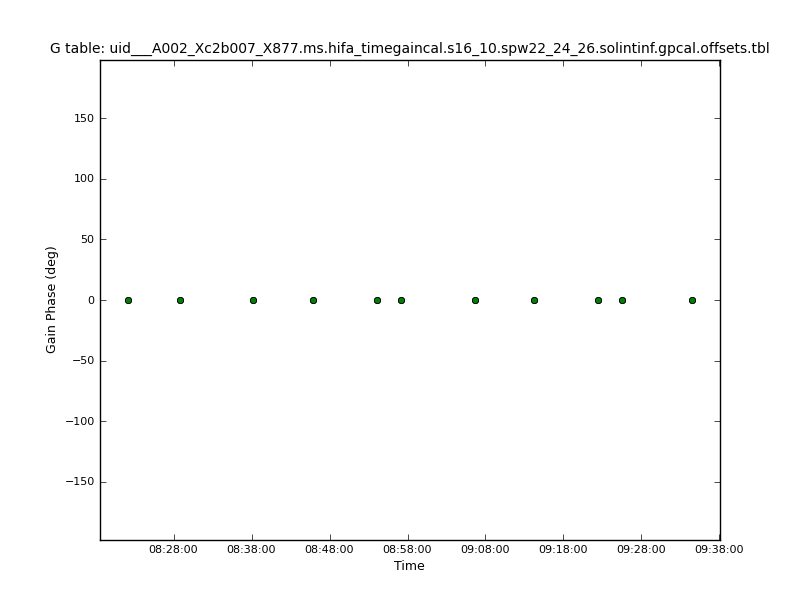 G table: uid___A002_Xc2b007_X877.ms.hifa_timegaincal.s16_10.spw22_24_26.solintinf.gpcal.offsets.tbl
150
100
50
0
−50
−100
−150
Gain Phase (deg)
08:28:00 08:38:00 08:48:00 08:58:00 09:08:00 09:18:00 09:28:00 09:38:00
Time